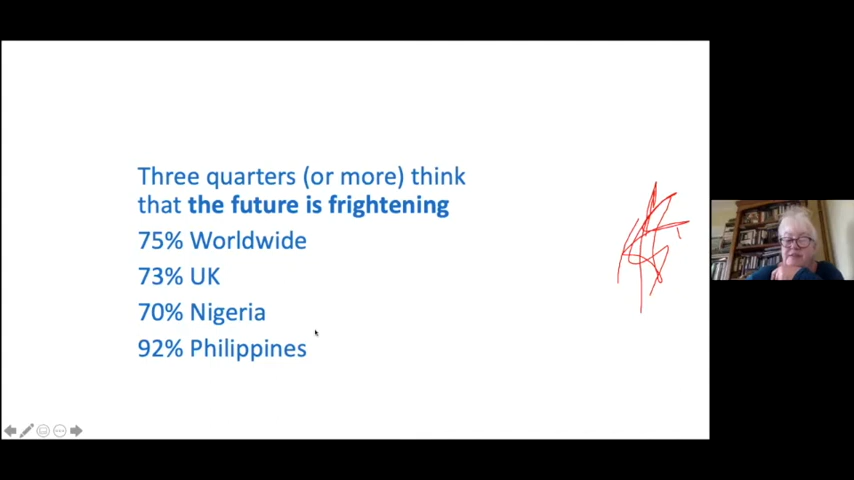 Three quarters (or more) think
that the future is frightening
75% Worldwide
73% UK
70% Nigeria
92% Philippines